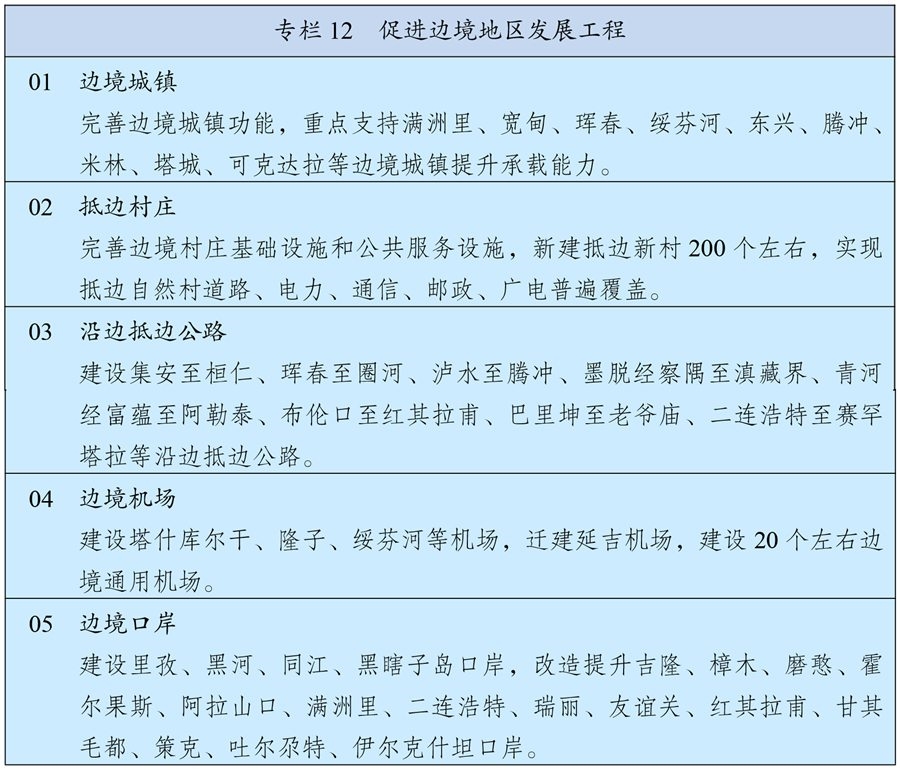 专栏12 促进边境地区发展工程
01 边境城镇
完善边境城镇功能，重点支持满洲里、宽甸、珲春、绥芬河、东兴、腾冲、
米林、塔城、可克达拉等边境城镇提升承载能力。
02 抵边村庄
完善边境村庄基础设施和公共服务设施，新建抵边新村200个左右，实现
抵边自然村道路、电力、通信、邮政、广电普遍覆盖。
03 沿边抵边公路
建设集安至桓仁、珲春至圈河、泸水至腾冲、墨脱经察隅至滇藏界、青河
经富蕴至阿勒泰、布伦口至红其拉甫、巴里坤至老爷庙、二连浩特至赛罕
塔拉等沿边抵边公路。
04 边境机场
建设塔什库尔干、隆子、绥芬河等机场，迁建延吉机场，建设20个左右边
境通用机场。
05 边境口岸
建设里孜、黑河、同江、黑瞎子岛口岸，改造提升吉隆、樟木、磨憨、霍
尔果斯、阿拉山口、满洲里、二连浩特、瑞丽、友谊关、红其拉甫、甘其
毛都、策克、吐尔尕特、伊尔克什坦口岸。